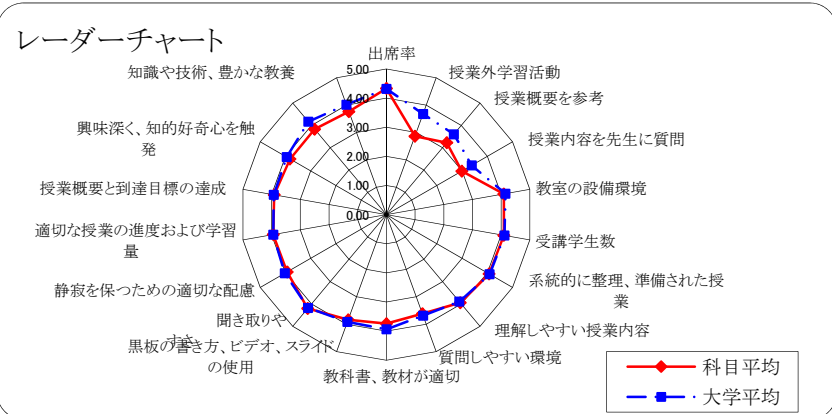 レーダーチャート
出席率
授業外学習活動
授業概要を参考
授業内容を先生に質問
教室の設備環境
受講学生数
系統的に整理、準備された授
業
理解しやすい授業内容
質問しやすい環境
教科書、教材が適切
黒板の書き方、ビデオ、スライド
の使用
聞き取りや
すさ
静寂を保つための適切な配慮
適切な授業の進度および学習
量
授業概要と到達目標の達成
興味深く、知的好奇心を触
発
知識や技術、豊かな教養
5.00
4.00
3.00
2.00
1.00
0.00
科目平均
大学平均